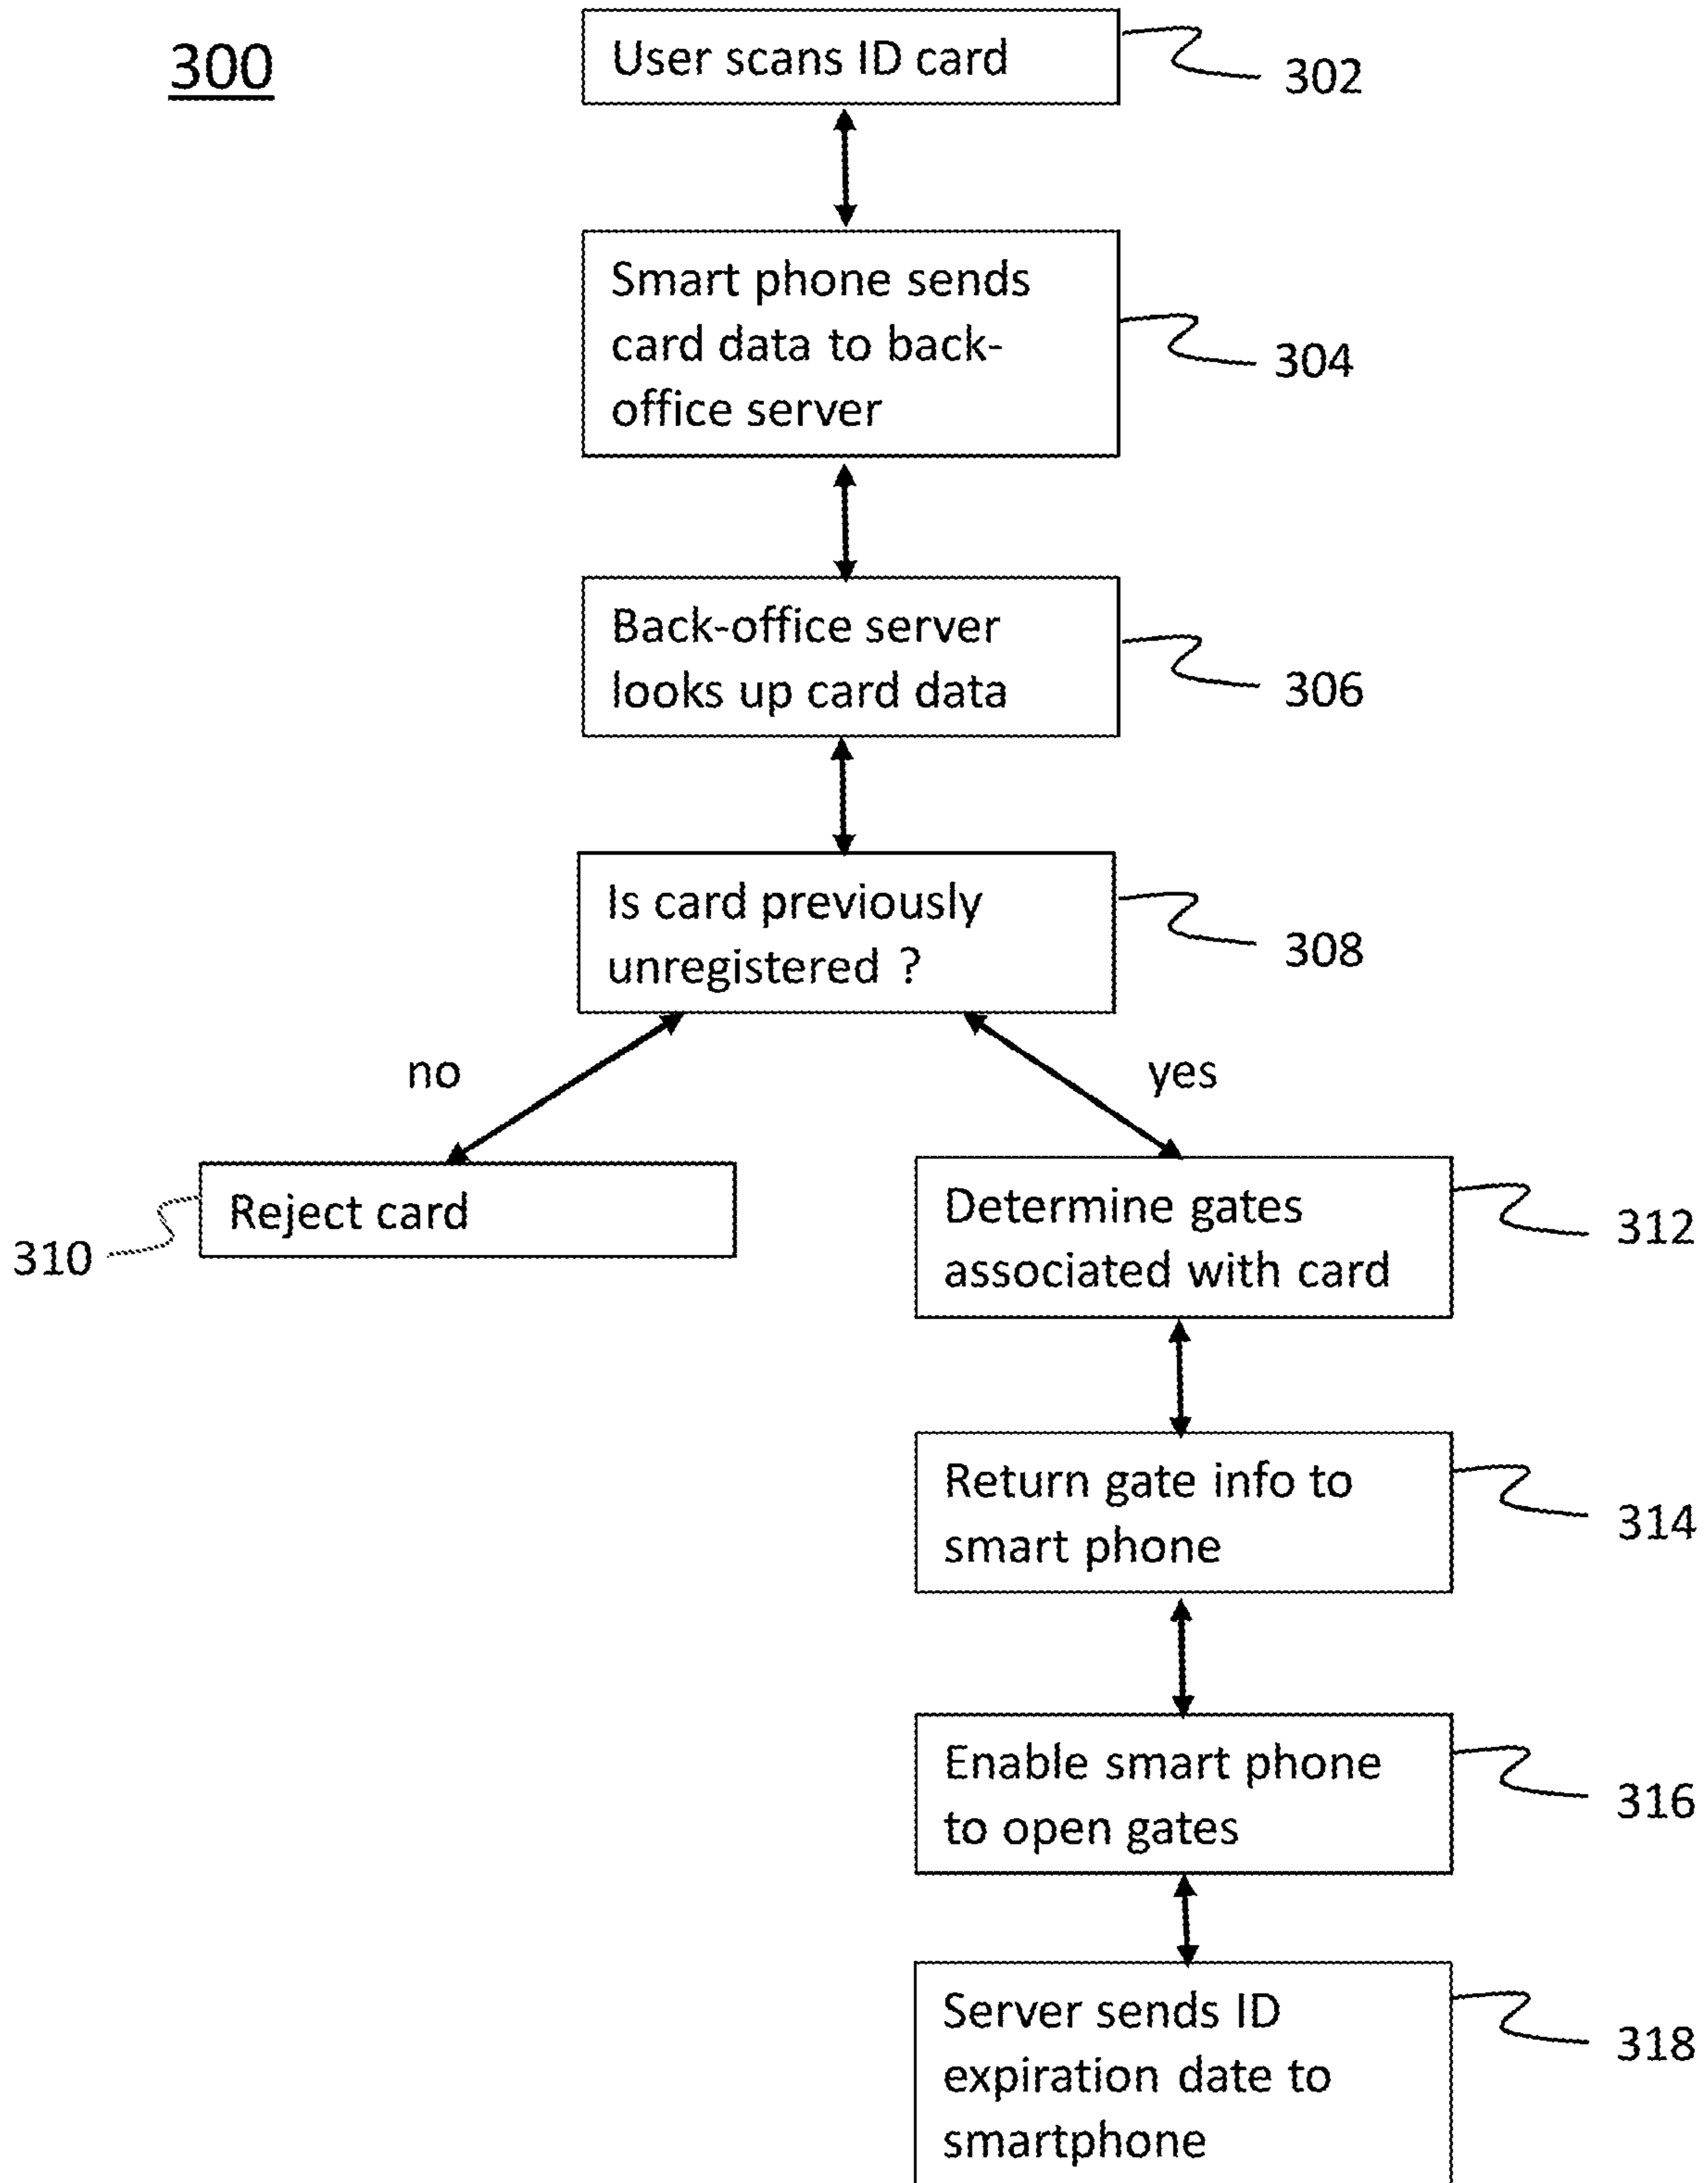 300
User scans ID card
302
Smart phone sends
card data to back-
office server
304
Back-office server
looks up card data
306
Is card previously
unregistered ?
308
no
yes
Reject card
310
Determine gates
associated with card
312
Return gate info to
smart phone
314
Enable smart phone
to open gates
316
Server sends ID
expiration date to
smartphone
318